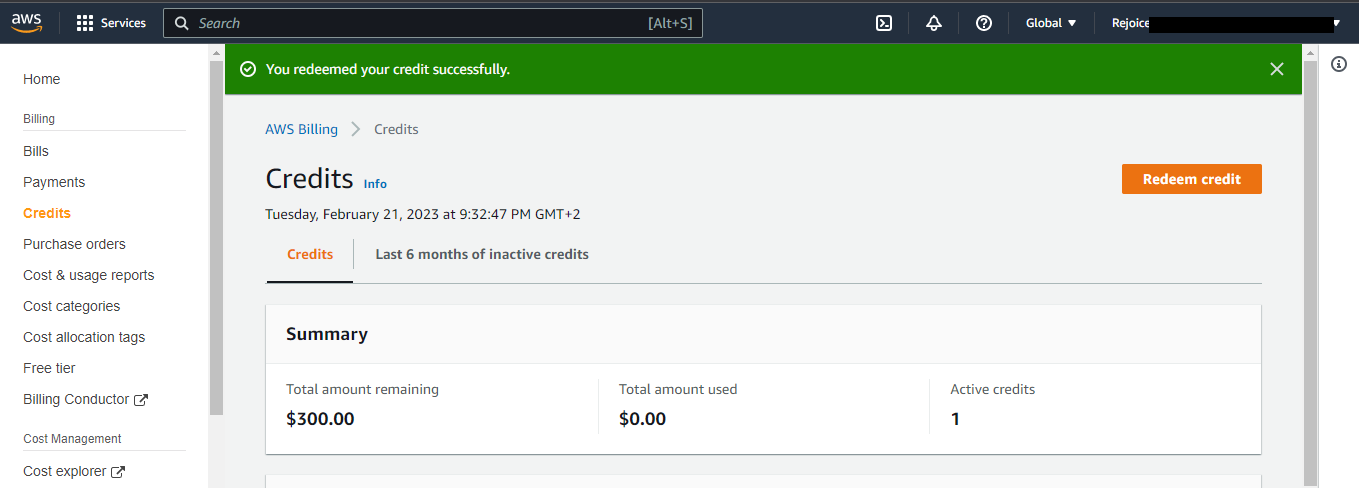 aws Services Search [Alt+S] Global Rejoice
Home
Billing
Bills
Payments
Credits
Purchase orders
Cost & usage reports
Cost categories
Cost allocation tags
Free tier
Billing Conductor
Cost Management
Cost explorer
You redeemed your credit successfully.
AWS Billing Credits
Credits Info
Redeem credit
Tuesday, February 21, 2023 at 9:32:47 PM GMT+2
Credits Last 6 months of inactive credits
Summary
Total amount remaining Total amount used Active credits
$300.00 $0.00 1